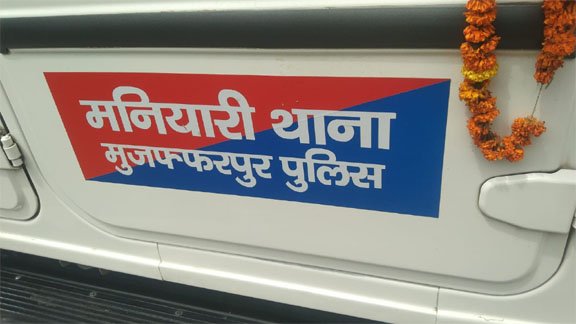 मनियारी थाना
मुजफ्फरपुर पुलिस